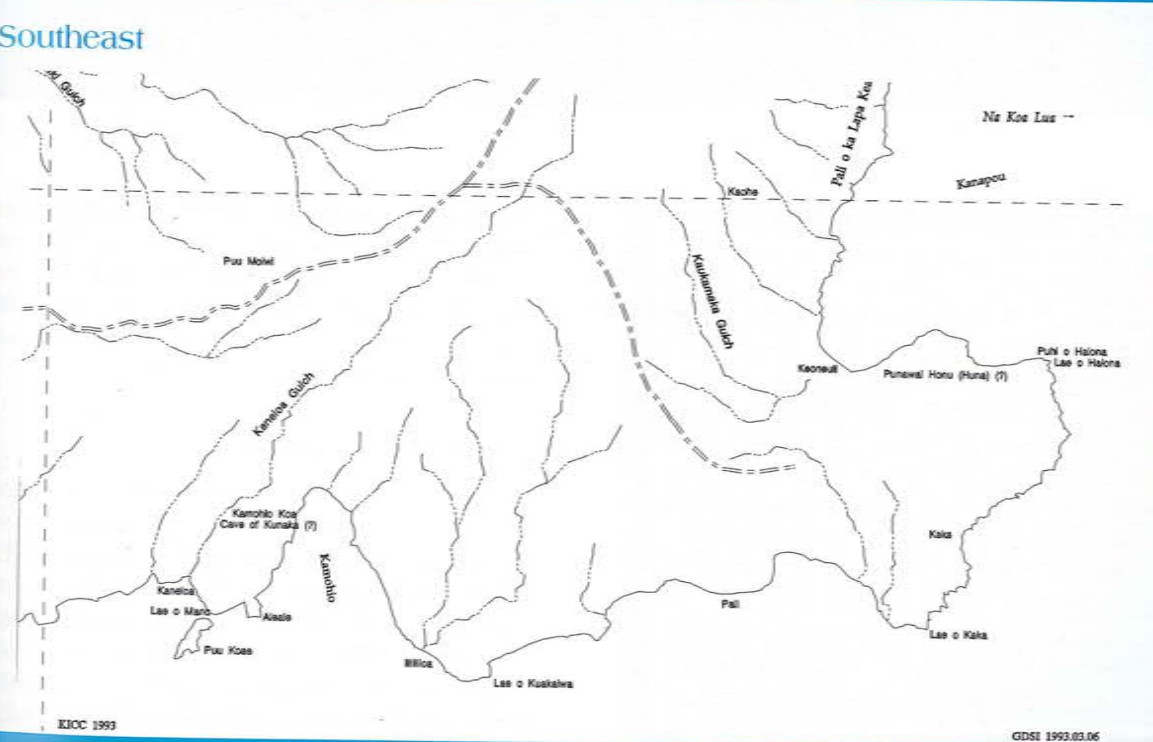 Southeast
Gulch
Pali o ka Lapa Kea
Na Koa Lua →
Kanapou
Kaohe
Puu Moiwi
Kaukamaka Gulch
Puhi o Halona
Lae o Halona
Keoneuli
Punawai Honu (Huna) (?)
Kaneloa Gulch
Kamohio Koa
Cave of Kunaka (?)
Kaka
Kamohio
Kaneloa
Lae o Mano
Aleale
Pali
Lae o Kaka
Puu Koae
Iliililoa
Lae o Kuakaiwa
KICC 1993
GDSI 1993.03.06